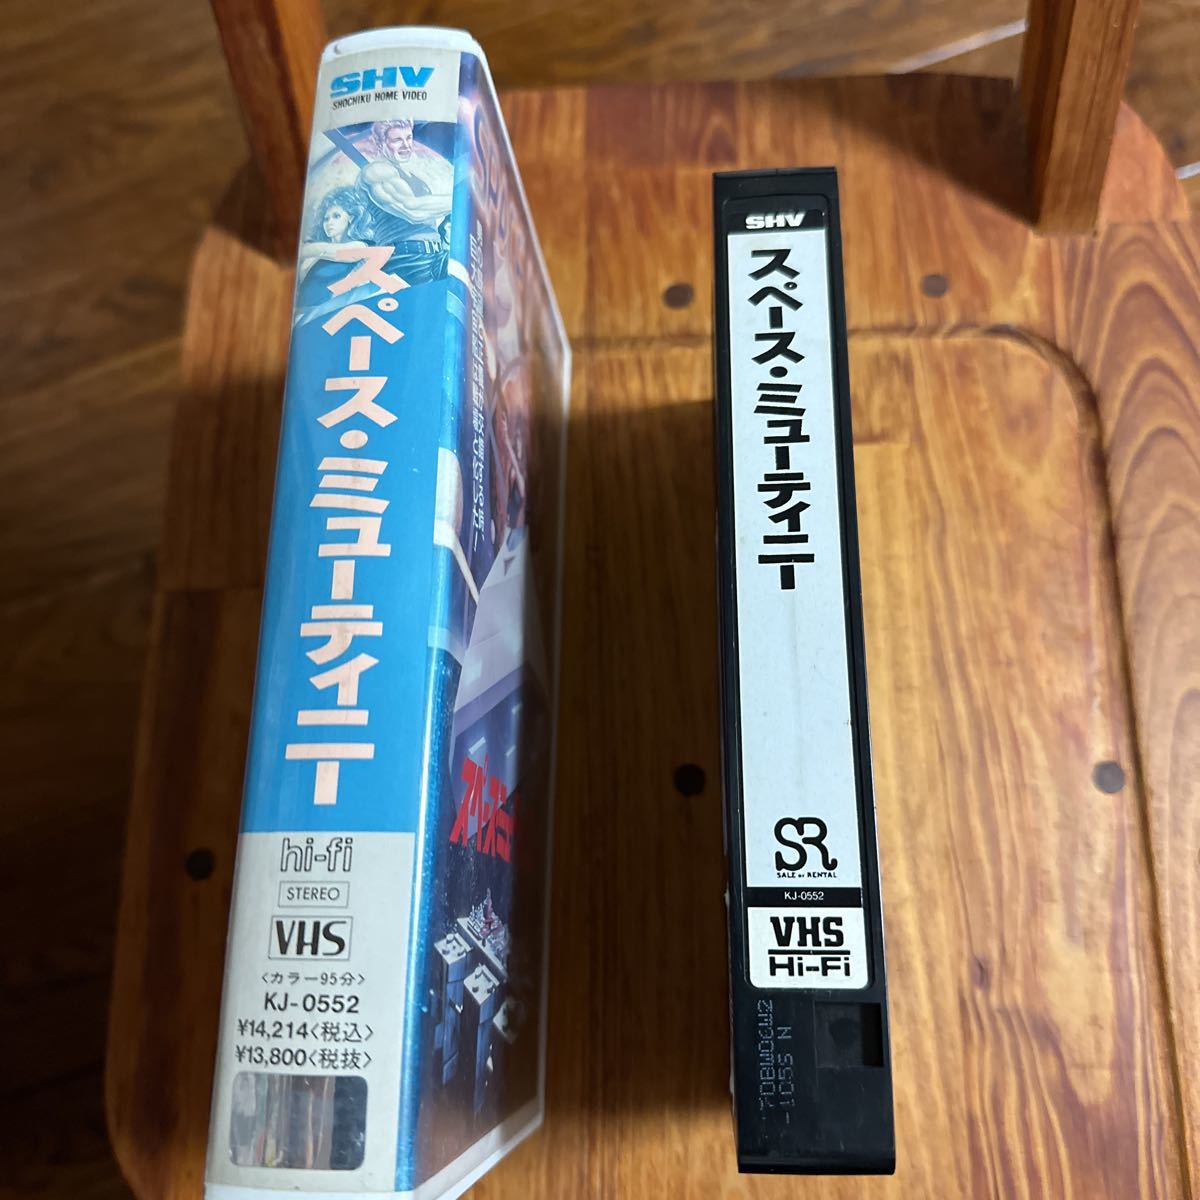 SHV
SHOCHIKU HOME VIDEO
スペース・ミューティニー
hi-fi
STEREO
VHS
<カラー95分>
KJ-0552
¥14,214<税込>
¥13,800<税抜>
SHV
スペース・ミューティニー
SR
SALE or RENTAL
KJ-0552
VHS
Hi-Fi